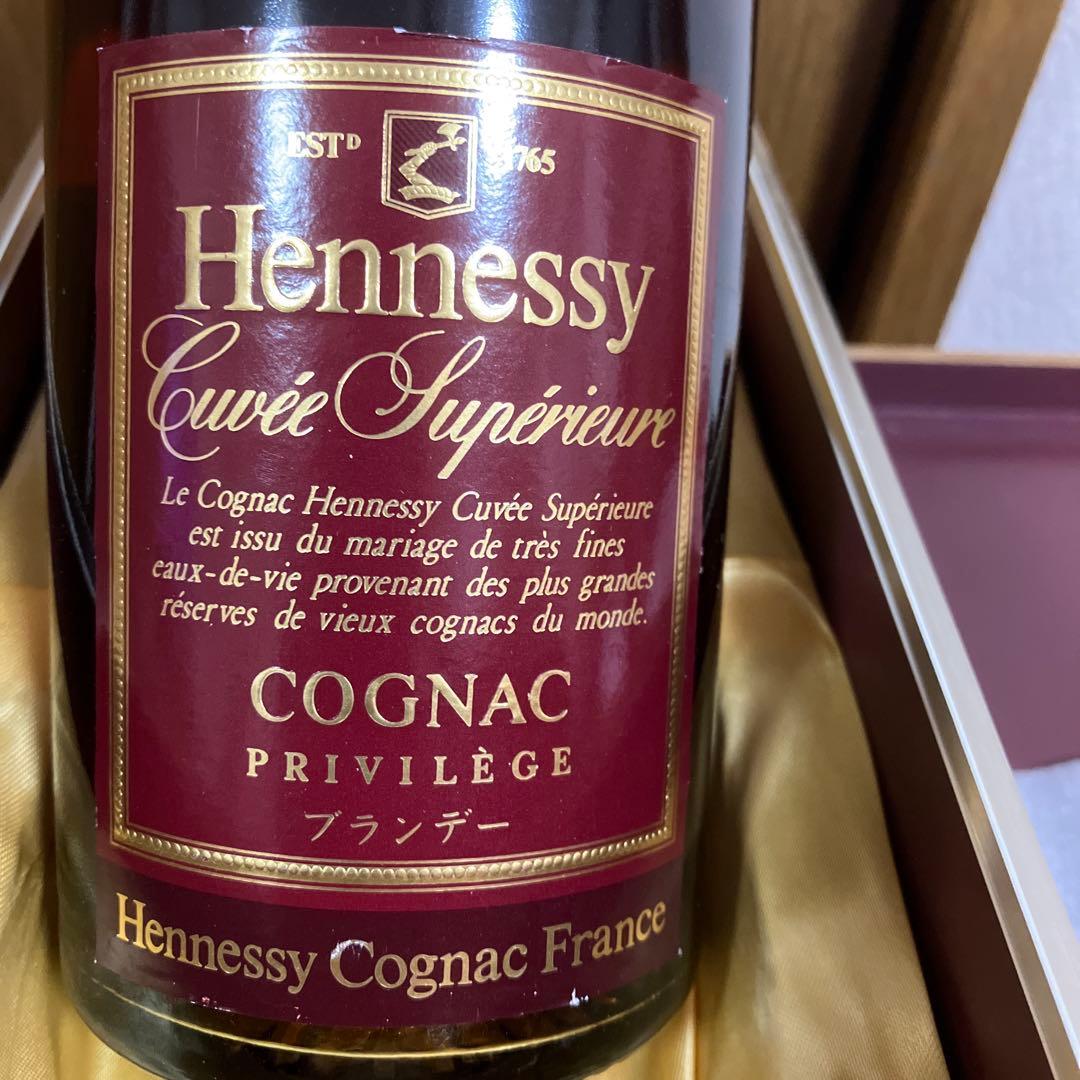 ESTD 1765
Hennessy
Cuvée Supérieure
Le Cognac Hennessy Cuvée Supérieure
est issu du mariage de très fines
eaux-de-vie provenant des plus grandes
réserves de vieux cognacs du monde.
COGNAC
PRIVILÈGE
ブランデー
Hennessy Cognac France